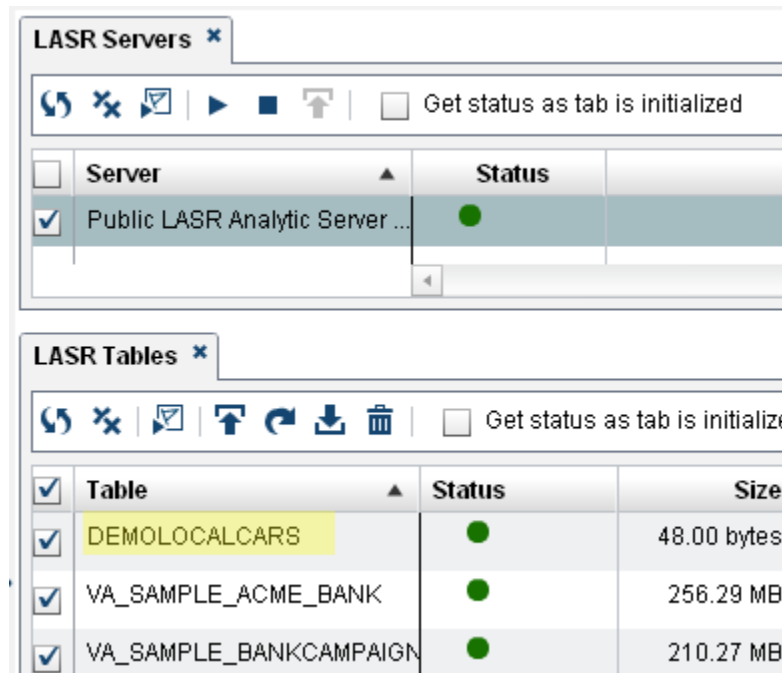 LASR Servers
Get status as tab is initialized
Server Status
Public LASR Analytic Server ...
LASR Tables
Get status as tab is initialize
Table Status Size
DEMOLOCALCARS 48.00 bytes
VA_SAMPLE_ACME_BANK 256.29 MB
VA_SAMPLE_BANKCAMPAIGN 210.27 MB